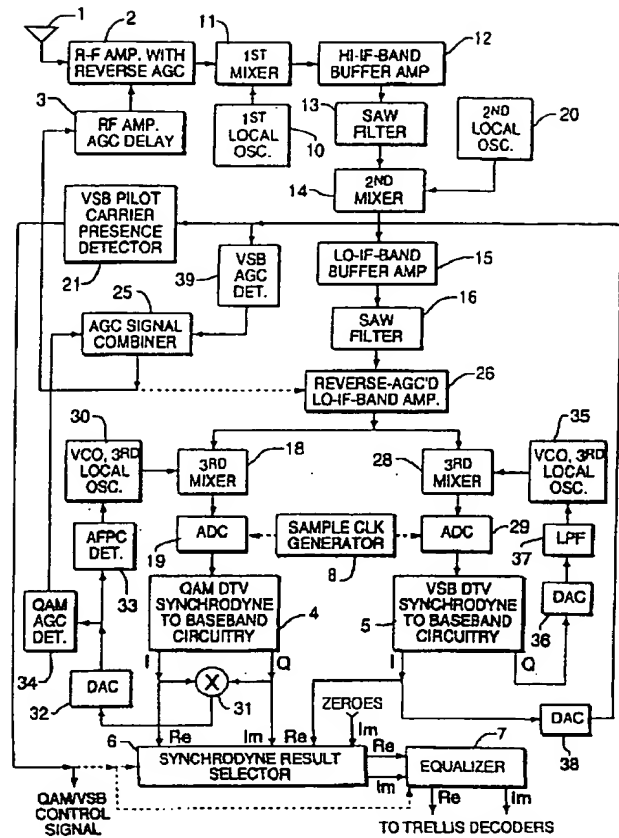 1
2
11
12
R-F AMP. WITH
REVERSE AGC
1ST
MIXER
HI-IF-BAND
BUFFER AMP
3
RF AMP.
AGC DELAY
1ST
LOCAL
OSC.
10
13
SAW
FILTER
2ND
LOCAL
OSC.
20
14
2ND
MIXER
VSB PILOT
CARRIER
PRESENCE
DETECTOR
21
39
VSB
AGC
DET.
LO-IF-BAND
BUFFER AMP
15
25
AGC SIGNAL
COMBINER
SAW
FILTER
16
REVERSE-AGC'D
LO-IF-BAND AMP.
26
30
VCO, 3RD
LOCAL
OSC.
3RD
MIXER
18
28
3RD
MIXER
35
VCO, 3RD
LOCAL
OSC.
AFPC
DET.
33
ADC
19
SAMPLE CLK
GENERATOR
8
ADC
29
LPF
37
QAM
AGC
DET.
34
QAM DTV
SYNCHRODYNE
TO BASEBAND
CIRCUITRY
4
VSB DTV
SYNCHRODYNE
TO BASEBAND
CIRCUITRY
5
DAC
36
DAC
32
I
Q
X
31
I
Q
ZEROES
DAC
38
6
Re
Im
Re
Im
SYNCHRODYNE RESULT
SELECTOR
Re
Im
7
EQUALIZER
QAM/VSB
CONTROL
SIGNAL
Re
Im
TO TRELLIS DECODERS